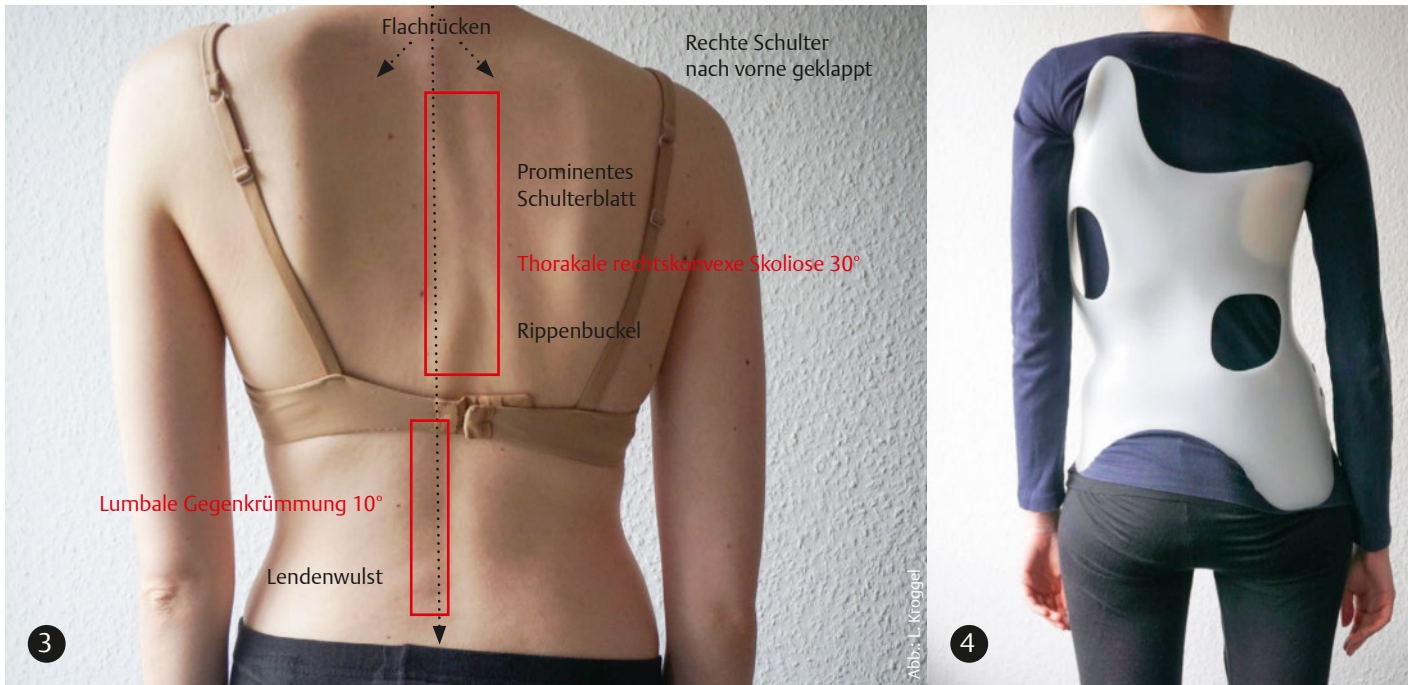 Flachrücken
Rechte Schulter
nach vorne geklappt
Prominentes
Schulterblatt
Thorakale rechtskonvexe Skoliose 30°
Rippenbuckel
Lumbale Gegenkrümmung 10°
Lendenwulst
3
Abb.: L. Kroggel
4